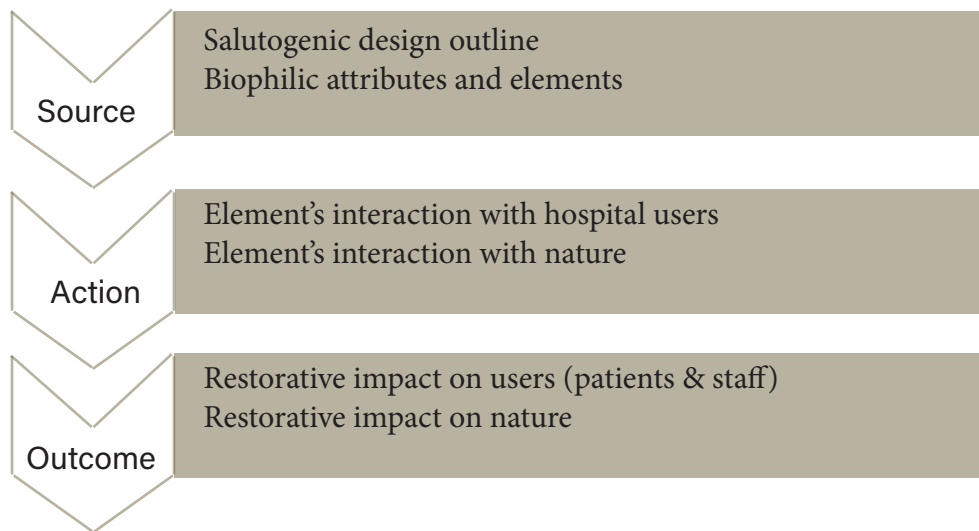 Salutogenic design outline
Biophilic attributes and elements
Source
Element’s interaction with hospital users
Element’s interaction with nature
Action
Restorative impact on users (patients & staff)
Restorative impact on nature
Outcome